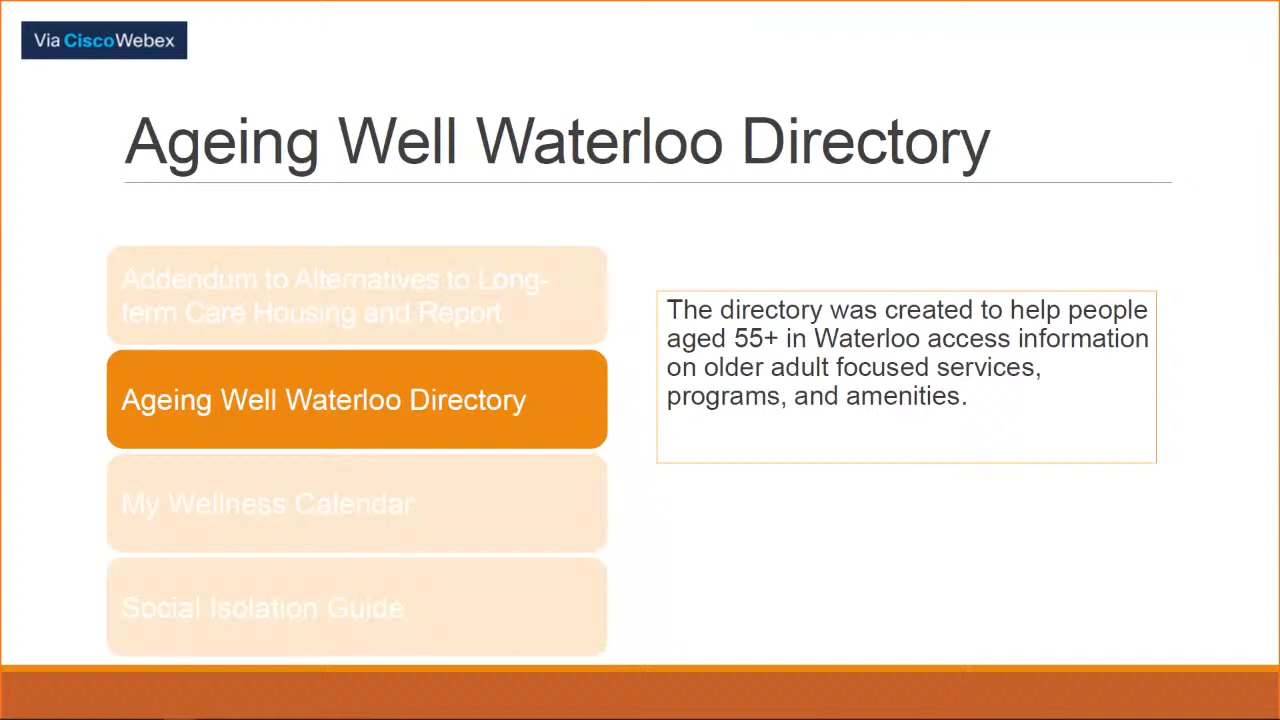 Via CiscoWebex
Ageing Well Waterloo Directory
Addendum to Alternatives to Long-
term Care Housing and Report
Ageing Well Waterloo Directory
My Wellness Calendar
Social Isolation Guide
The directory was created to help people
aged 55+ in Waterloo access information
on older adult focused services,
programs, and amenities.